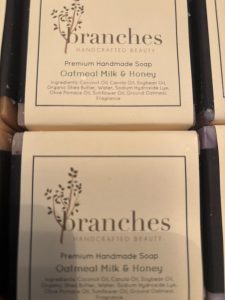 branches
HANDCRAFTED BEAUTY
Premium Handmade Soap
Oatmeal Milk & Honey
Ingredients: Coconut Oil, Canola Oil, Soybean Oil,
Organic Shea Butter, Water, Sodium Hydroxide Lye,
Olive Pomace Oil, Sunflower Oil, Ground Oatmeal,
Fragrance
branches
HANDCRAFTED BEAUTY
Premium Handmade Soap
Oatmeal Milk & Honey
Ingredients: Coconut Oil, Canola Oil, Soybean Oil,
Organic Shea Butter, Water, Sodium Hydroxide Lye,
Olive Pomace Oil, Sunflower Oil, Ground Oatmeal,
Fragrance